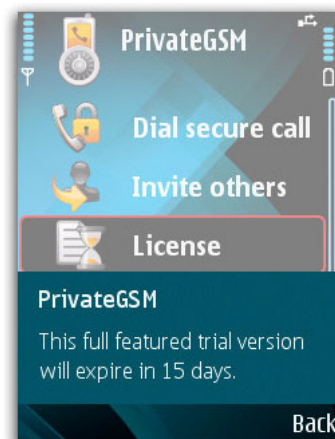 PrivateGSM
Dial secure call
Invite others
License
PrivateGSM
This full featured trial version
will expire in 15 days.
Back